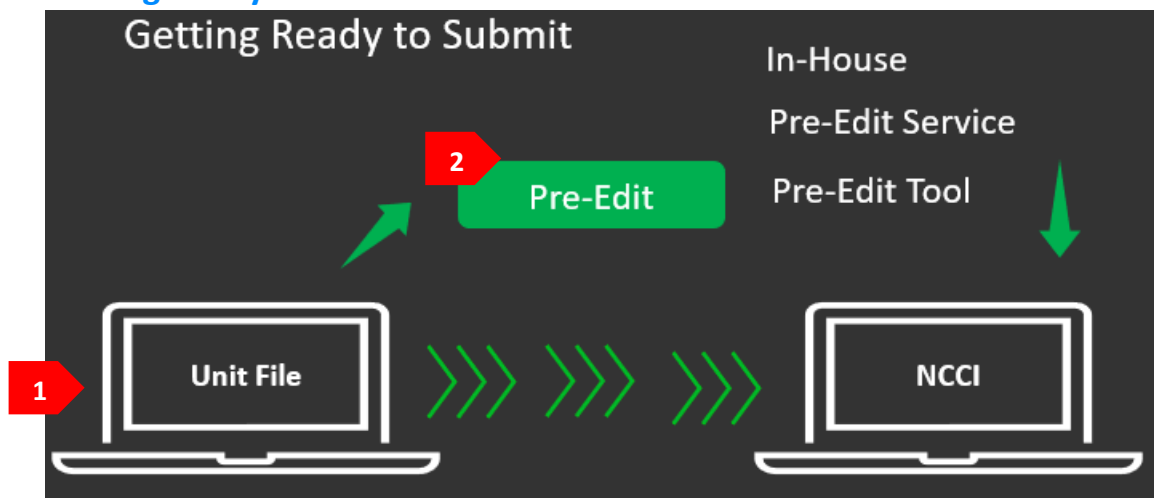 Getting Ready to Submit
In-House
Pre-Edit Service
Pre-Edit Tool
2
Pre-Edit
1
Unit File
NCCI